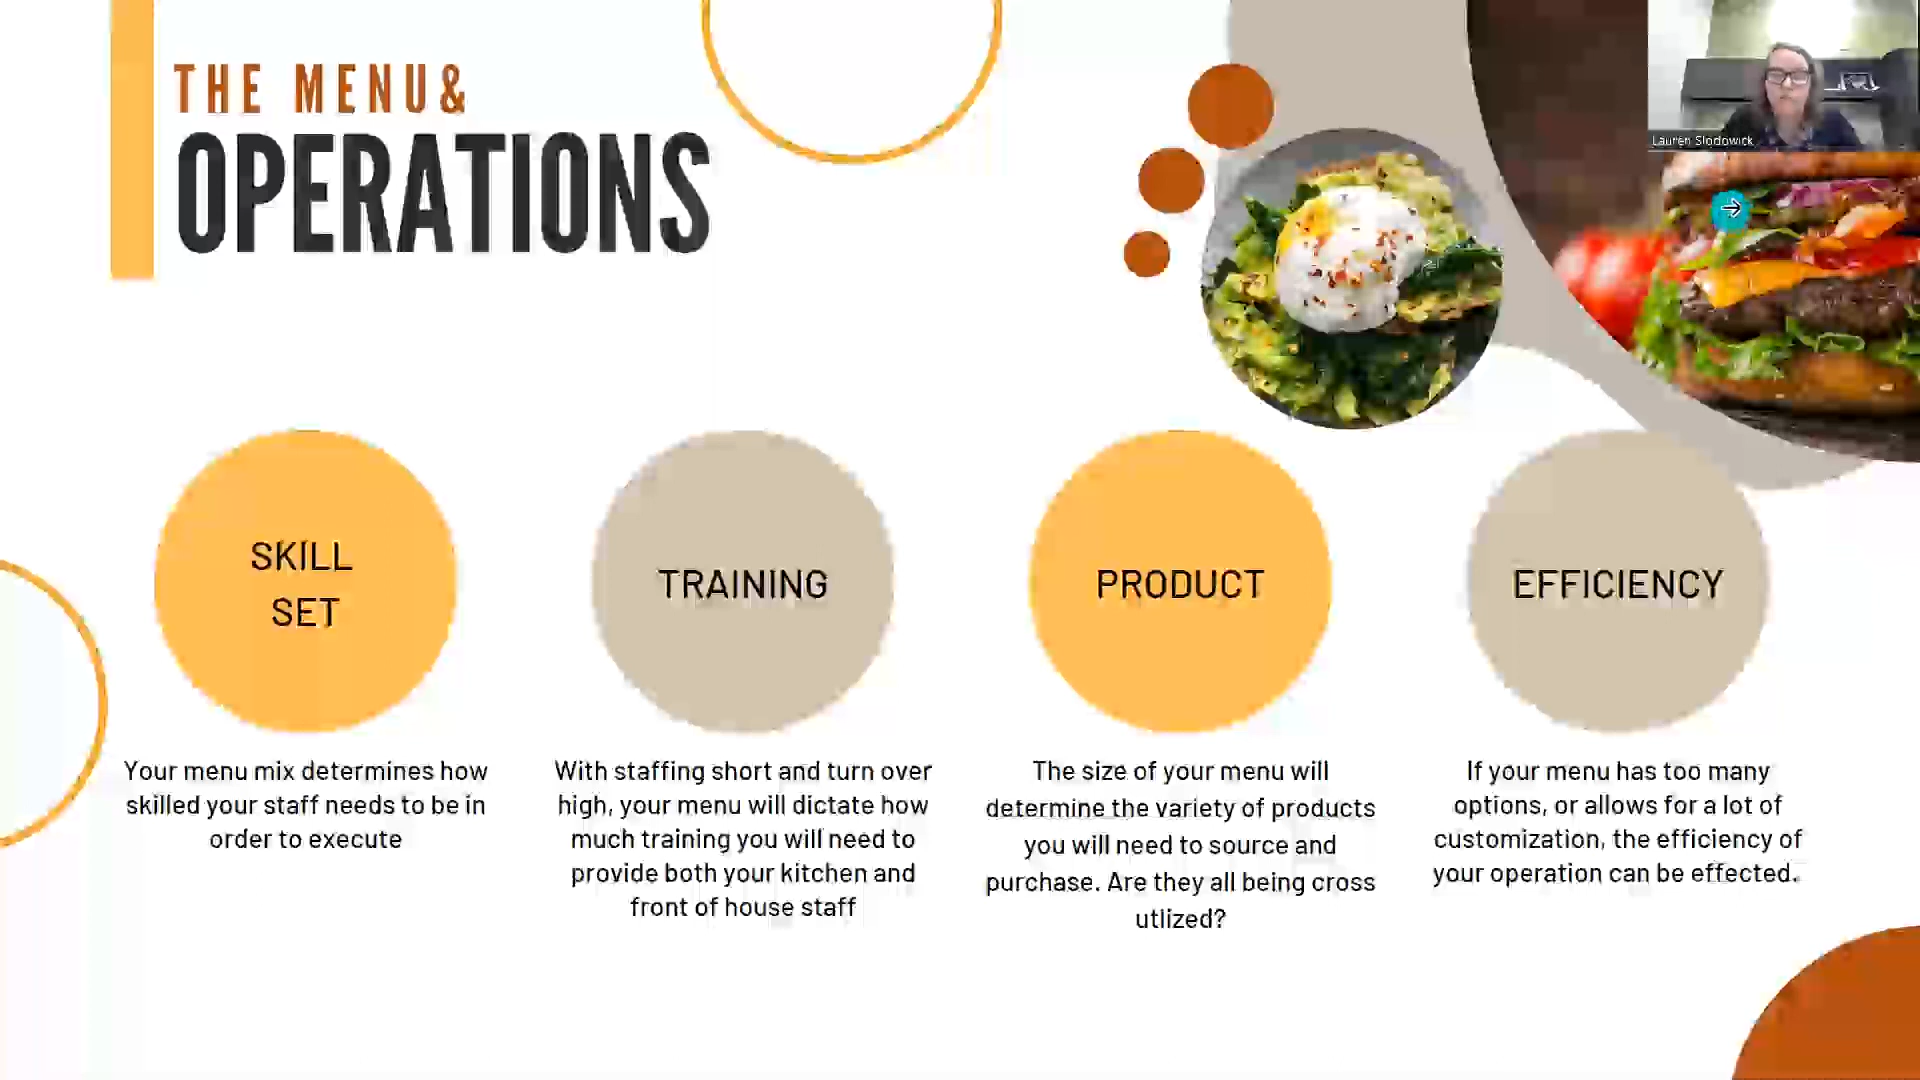 THE MENU&
OPERATIONS
Lauren Slodowick
SKILL
SET
TRAINING
PRODUCT
EFFICIENCY
Your menu mix determines how
skilled your staff needs to be in
order to execute
With staffing short and turn over
high, your menu will dictate how
much training you will need to
provide both your kitchen and
front of house staff
The size of your menu will
determine the variety of products
you will need to source and
purchase. Are they all being cross
utlized?
If your menu has too many
options, or allows for a lot of
customization, the efficiency of
your operation can be effected.